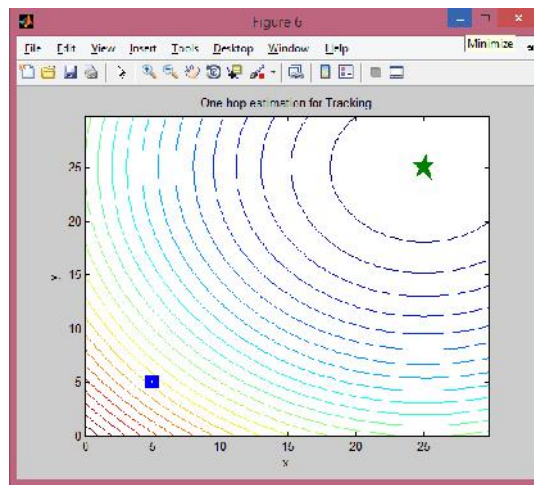 Figure 6
File Edit View Insert Tools Desktop Window Help
Minimize
One hop estimation for Tracking
25
20
y
15
10
5
0
0 5 10 15 20 25
x